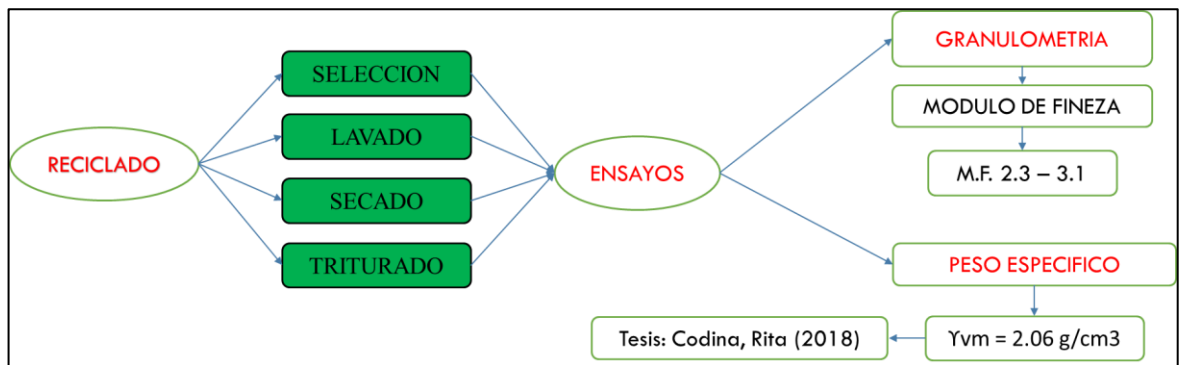 RECICLADO
SELECCION
LAVADO
SECADO
TRITURADO
ENSAYOS
GRANULOMETRIA
MODULO DE FINEZA
M.F. 2.3 – 3.1
PESO ESPECIFICO
ϒvm = 2.06 g/cm3
Tesis: Codina, Rita (2018)